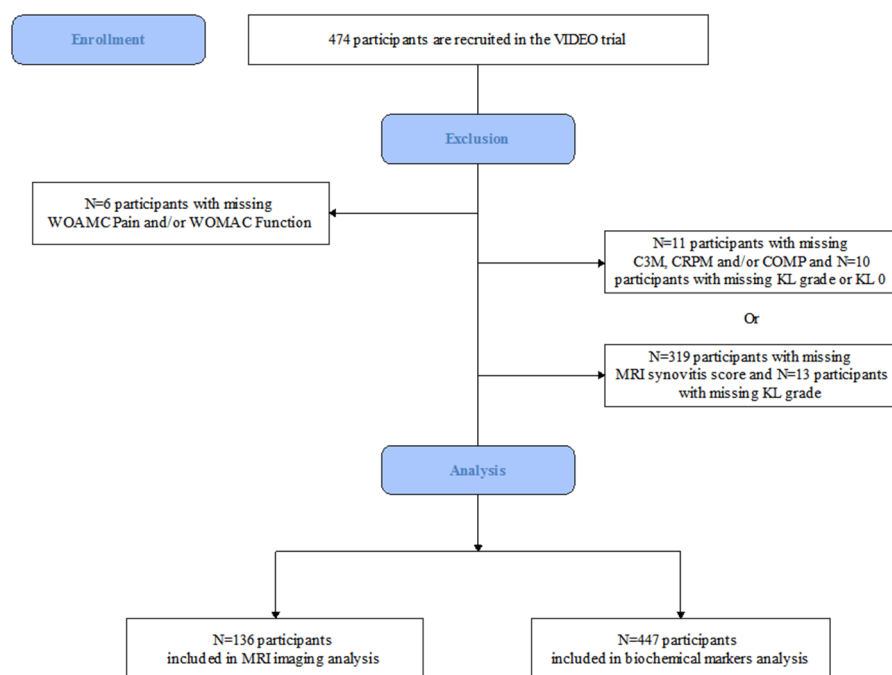 Enrollment
474 participants are recruited in the VIDEO trial
Exclusion
N=6 participants with missing
WOAMC Pain and/or WOMAC Function
N=11 participants with missing
C3M, CRPM and/or COMP and N=10
participants with missing KL grade or KL 0
Or
N=319 participants with missing
MRI synovitis score and N=13 participants
with missing KL grade
Analysis
N=136 participants
included in MRI imaging analysis
N=447 participants
included in biochemical markers analysis